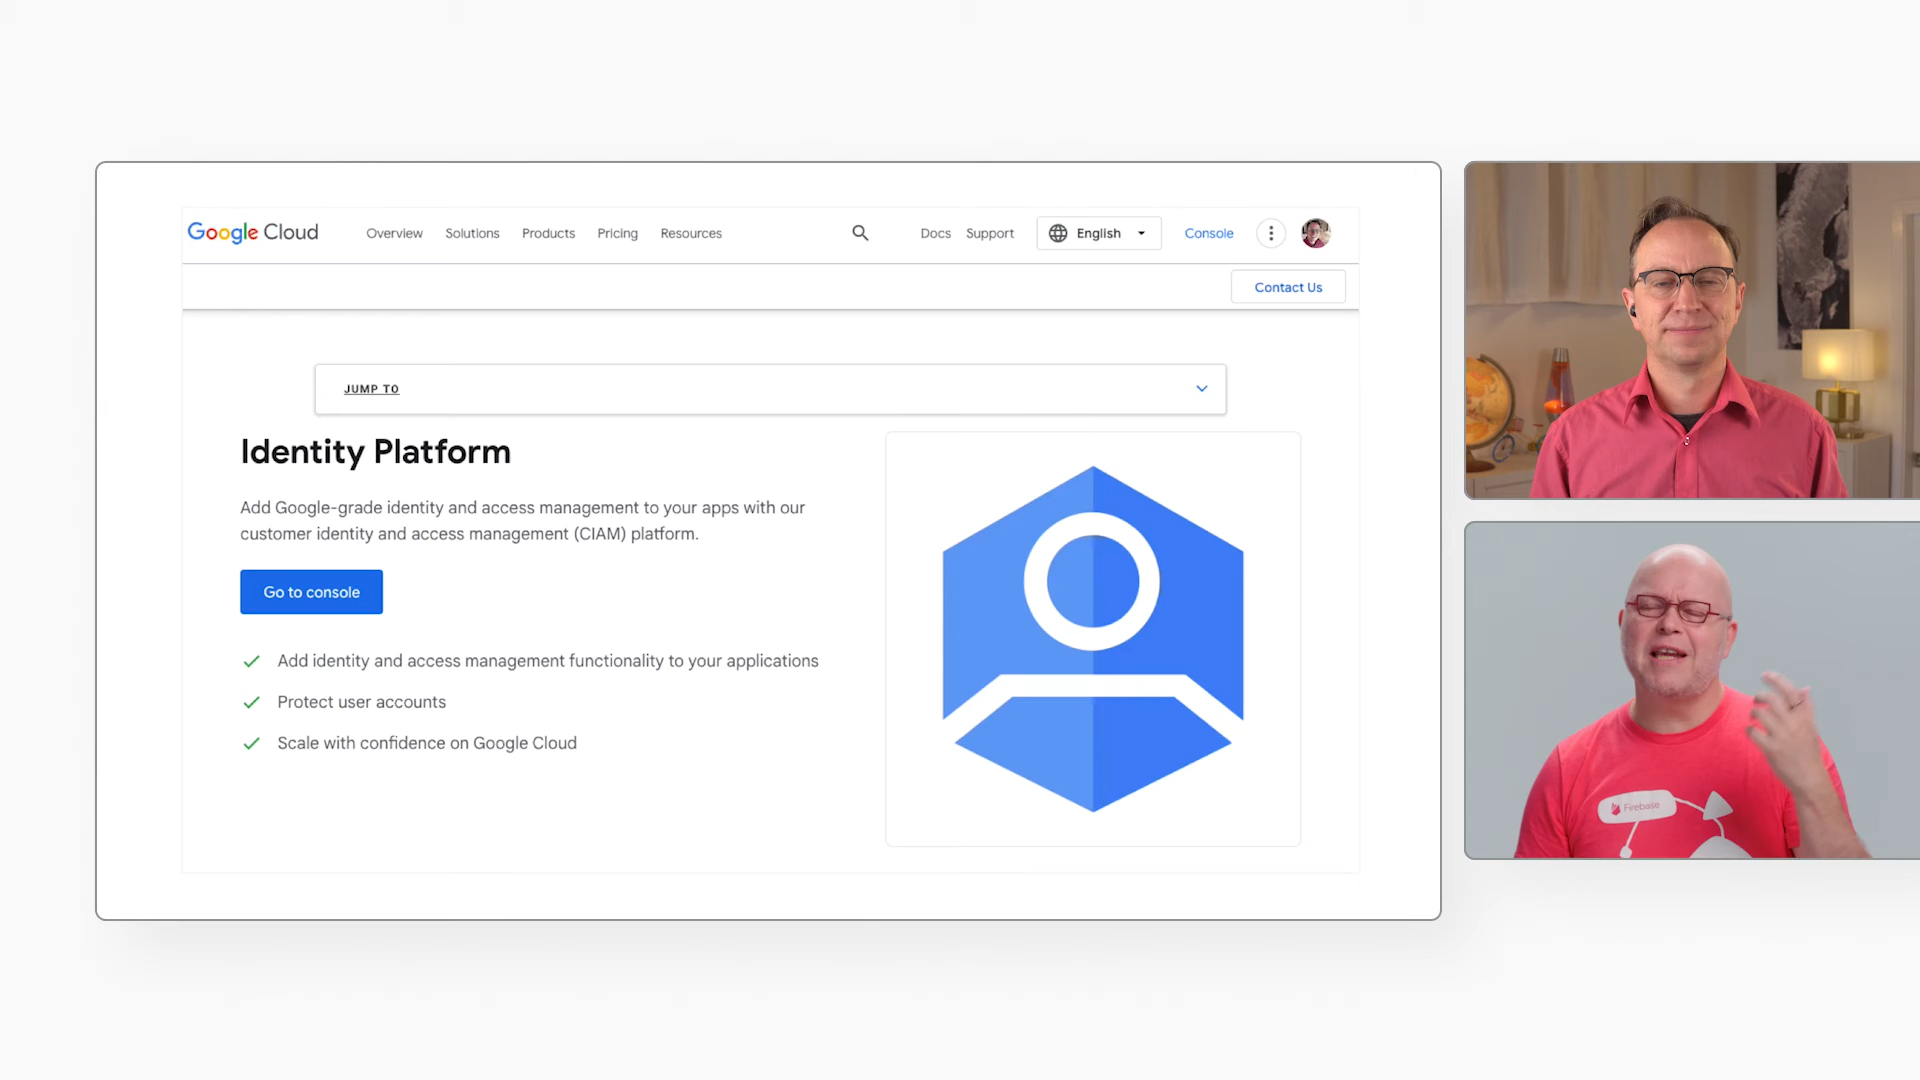 Google Cloud Overview Solutions Products Pricing Resources Docs Support English Console
Contact Us
JUMP TO
Identity Platform
Add Google-grade identity and access management to your apps with our
customer identity and access management (CIAM) platform.
Go to console
Add identity and access management functionality to your applications
Protect user accounts
Scale with confidence on Google Cloud
Firebase